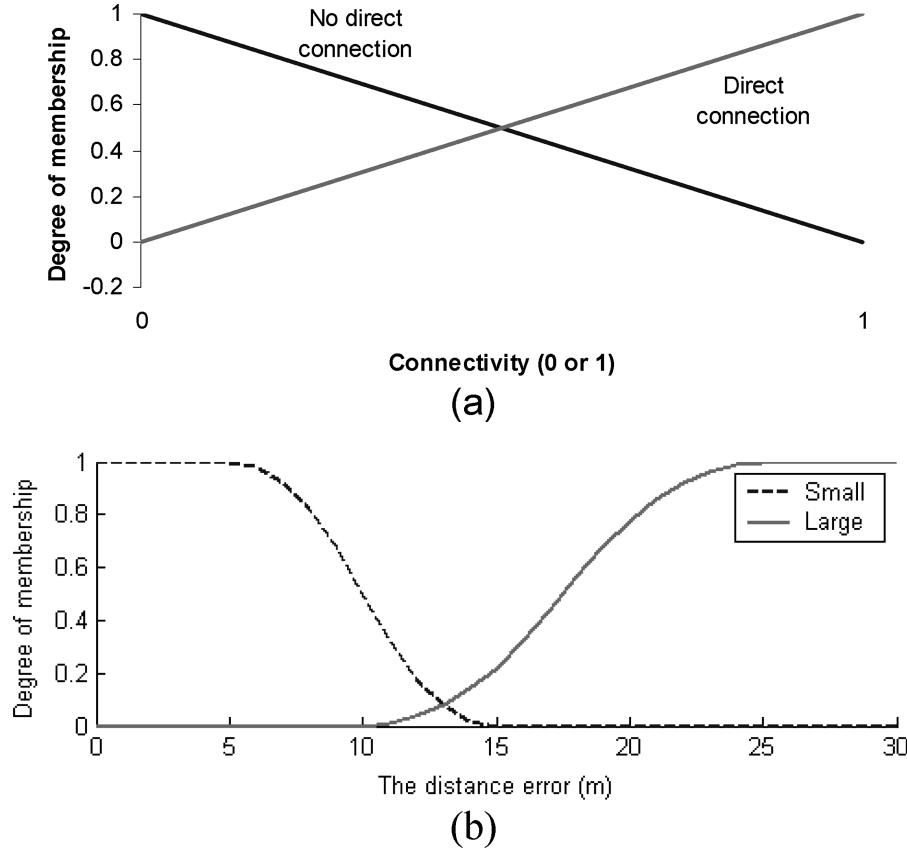 1
0.8
0.6
0.4
0.2
0
-0.2
Degree of membership
No direct
connection
Direct
connection
0 1
Connectivity (0 or 1)
(a)
1
0.8
0.6
0.4
0.2
0
Degree of membership
Small
Large
0 5 10 15 20 25 30
The distance error (m)
(b)